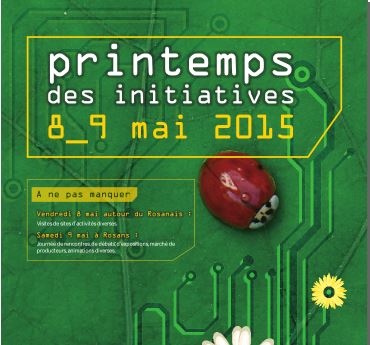 printemps
des initiatives
8_9 mai 2015
A ne pas manquer
Vendredi 8 mai autour du Rosanais :
Visites de sites d'activités diverses
Samedi 9 mai à Rosans :
Journée de rencontres de débats d'expositions, marché de
producteurs, animations diverses.